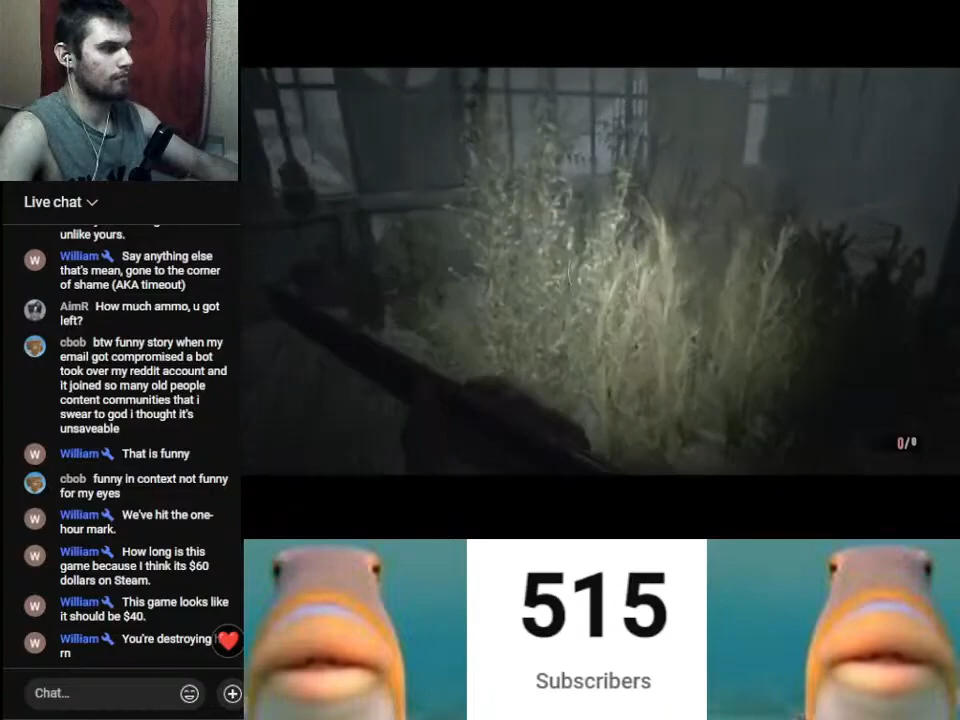 Live chat
unlike yours.
William Say anything else
that's mean, gone to the corner
of shame (AKA timeout)
AimR How much ammo, u got
left?
cbob btw funny story when my
email got compromised a bot
took over my reddit account and
it joined so many old people
content communities that i
swear to god i thought it's
unsaveable
William That is funny
cbob funny in context not funny
for my eyes
William We've hit the one-
hour mark.
William How long is this
game because I think its $60
dollars on Steam.
William This game looks like
it should be $40.
William You're destroying
rn
Chat...
0/0
515
Subscribers